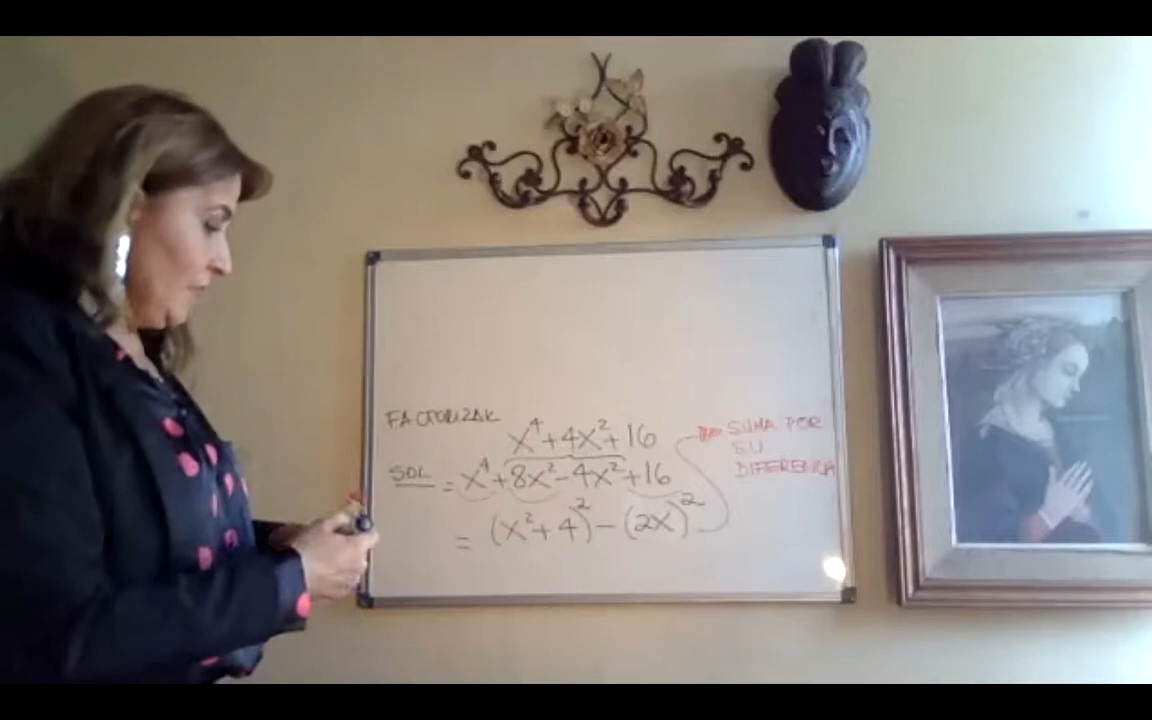 FACTORIZAR
x⁴+4x²+16
SOL = x⁴+8x²-4x²+16
= (x²+4)²-(2x)²
SUMA POR
SU
DIFERENCIA